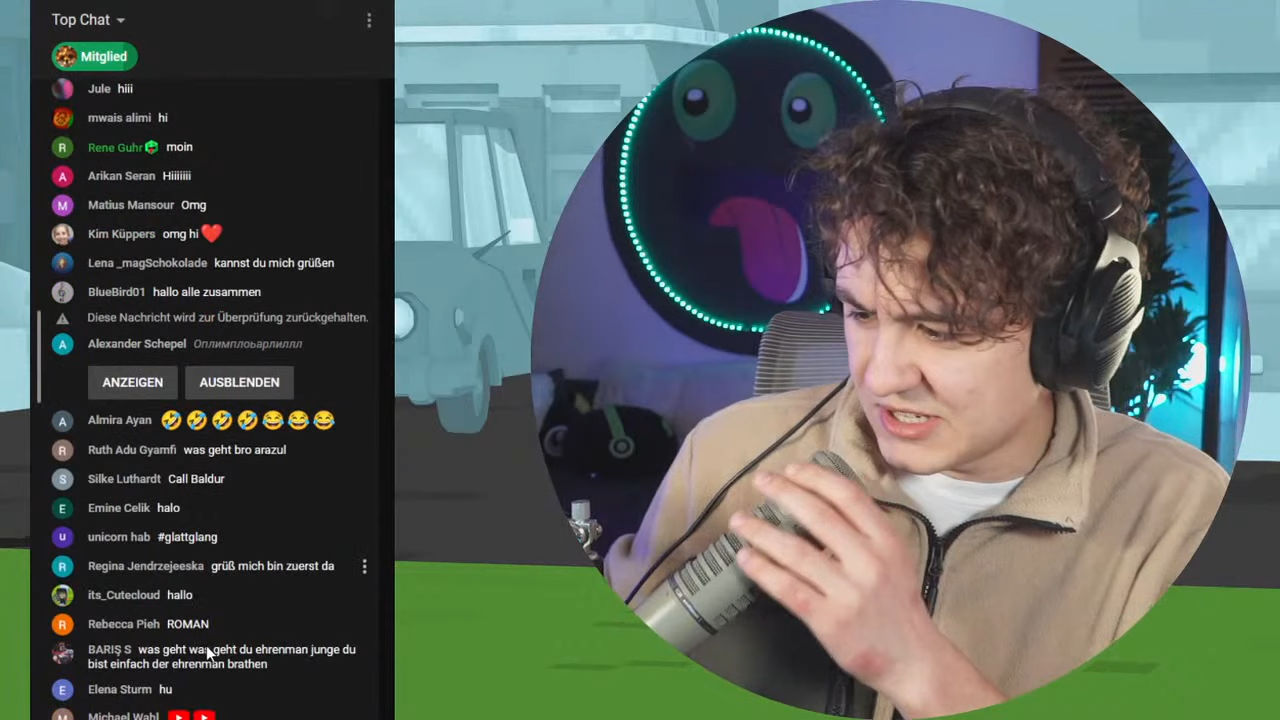 Top Chat
Mitglied
Jule hiii
mwais alimi hi
R Rene Guhr moin
A Arikan Seran Hiiiiiii
M Matius Mansour Omg
Kim Küppers omg hi❤️
Lena _magSchokolade kannst du mich grüßen
BlueBird01 hallo alle zusammen
Diese Nachricht wird zur Überprüfung zurückgehalten.
A Alexander Schepel Оплимплоьарлиллл
ANZEIGEN AUSBLENDEN
A Almira Ayan 🤣🤣🤣🤣😂😂😂
R Ruth Adu Gyamfi was geht bro arazul
S Silke Luthardt Call Baldur
E Emine Celik halo
u unicorn hab #glattglang
R Regina Jendrzejeeska grüß mich bin zuerst da
its_Cutecloud hallo
R Rebecca Pieh ROMAN
BARIŞ S was geht was geht du ehrenman junge du
bist einfach der ehrenman brathen
E Elena Sturm hu
M Michael Wahl